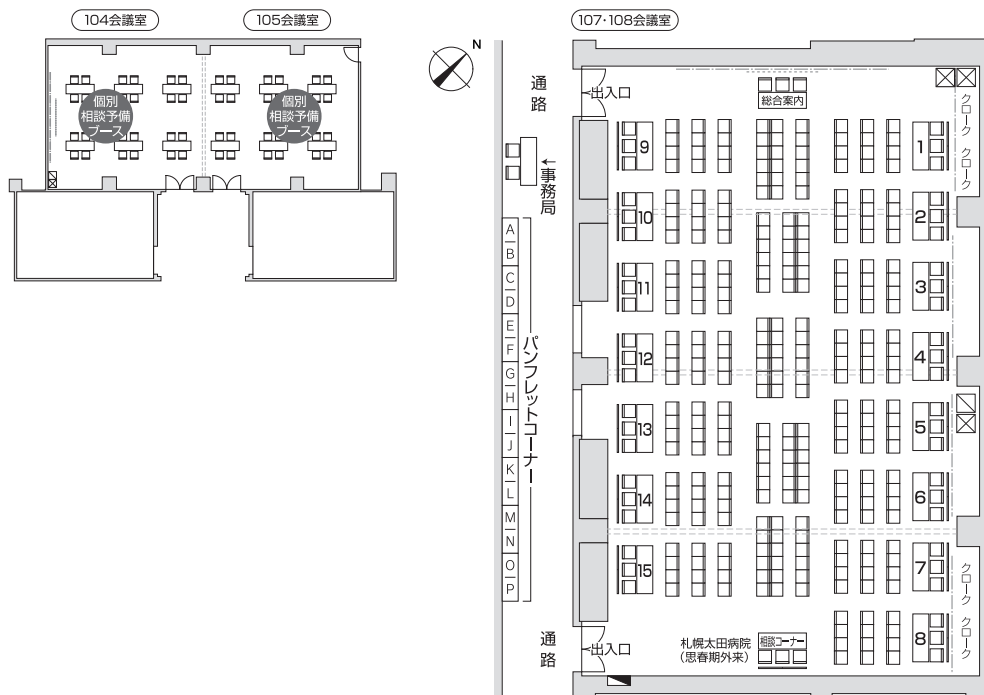 104会議室
105会議室
個別
相談予備
ブース
個別
相談予備
ブース
N
107・108会議室
通路
出入口
総合案内
クローク
クローク
←事務局
9
10
11
12
13
14
15
1
2
3
4
5
6
7
8
A
B
C
D
E
F
G
H
I
J
K
L
M
N
O
P
パンフレットコーナー
クローク
クローク
通路
出入口
札幌太田病院
(思春期外来)
相談コーナー